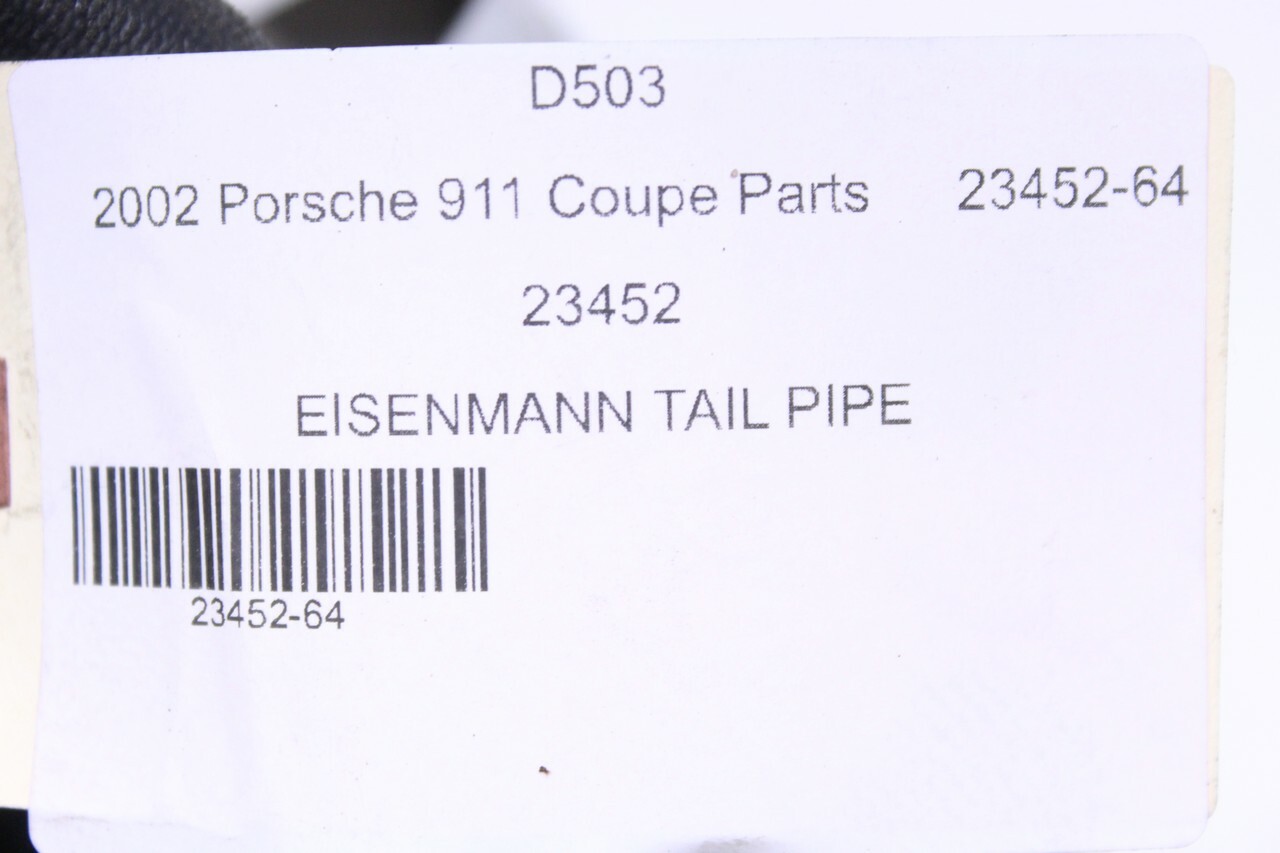 D503
2002 Porsche 911 Coupe Parts 23452-64
23452
EISENMANN TAIL PIPE
23452-64